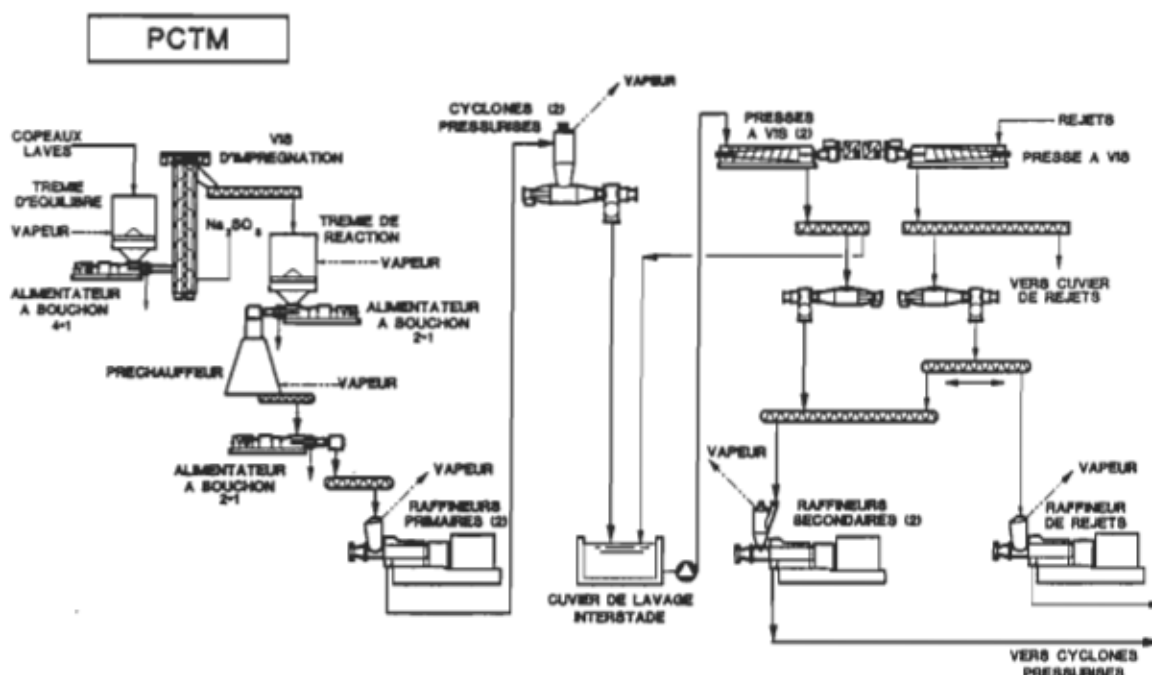 PCTM
COPEAUX
LAVES
VIS
D'IMPREGNATION
TREMIE
D'EQUILIBRE
VAPEUR
Na₂SO₃
ALIMENTATEUR
A BOUCHON
4-1
TREMIE DE
REACTION
VAPEUR
ALIMENTATEUR
A BOUCHON
2-1
PRECHAUFFEUR
VAPEUR
ALIMENTATEUR
A BOUCHON
2-1
VAPEUR
RAFFINEURS
PRIMAIRES (2)
CYCLONES (2)
PRESSURISES
VAPEUR
CUVIER DE LAVAGE
INTERSTADE
PRESSES
A VIS (2)
REJETS
PRESSE A VIS
VERS CUVIER
DE REJETS
VAPEUR
RAFFINEURS
SECONDAIRES (2)
VAPEUR
RAFFINEUR
DE REJETS
VERS CYCLONES
PRESSURISES